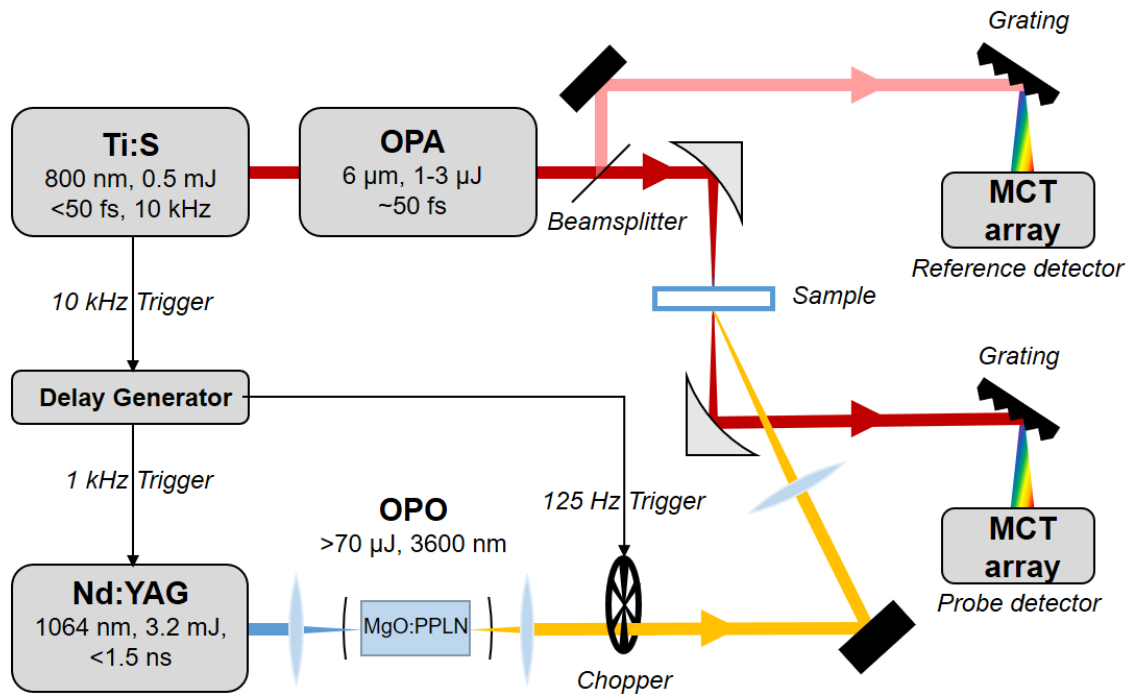 Grating
Ti:S
800 nm, 0.5 mJ
<50 fs, 10 kHz
OPA
6 µm, 1-3 µJ
~50 fs
Beamsplitter
MCT
array
Reference detector
10 kHz Trigger
Sample
Grating
Delay Generator
1 kHz Trigger
125 Hz Trigger
OPO
>70 µJ, 3600 nm
MCT
array
Probe detector
Nd:YAG
1064 nm, 3.2 mJ,
<1.5 ns
MgO:PPLN
Chopper